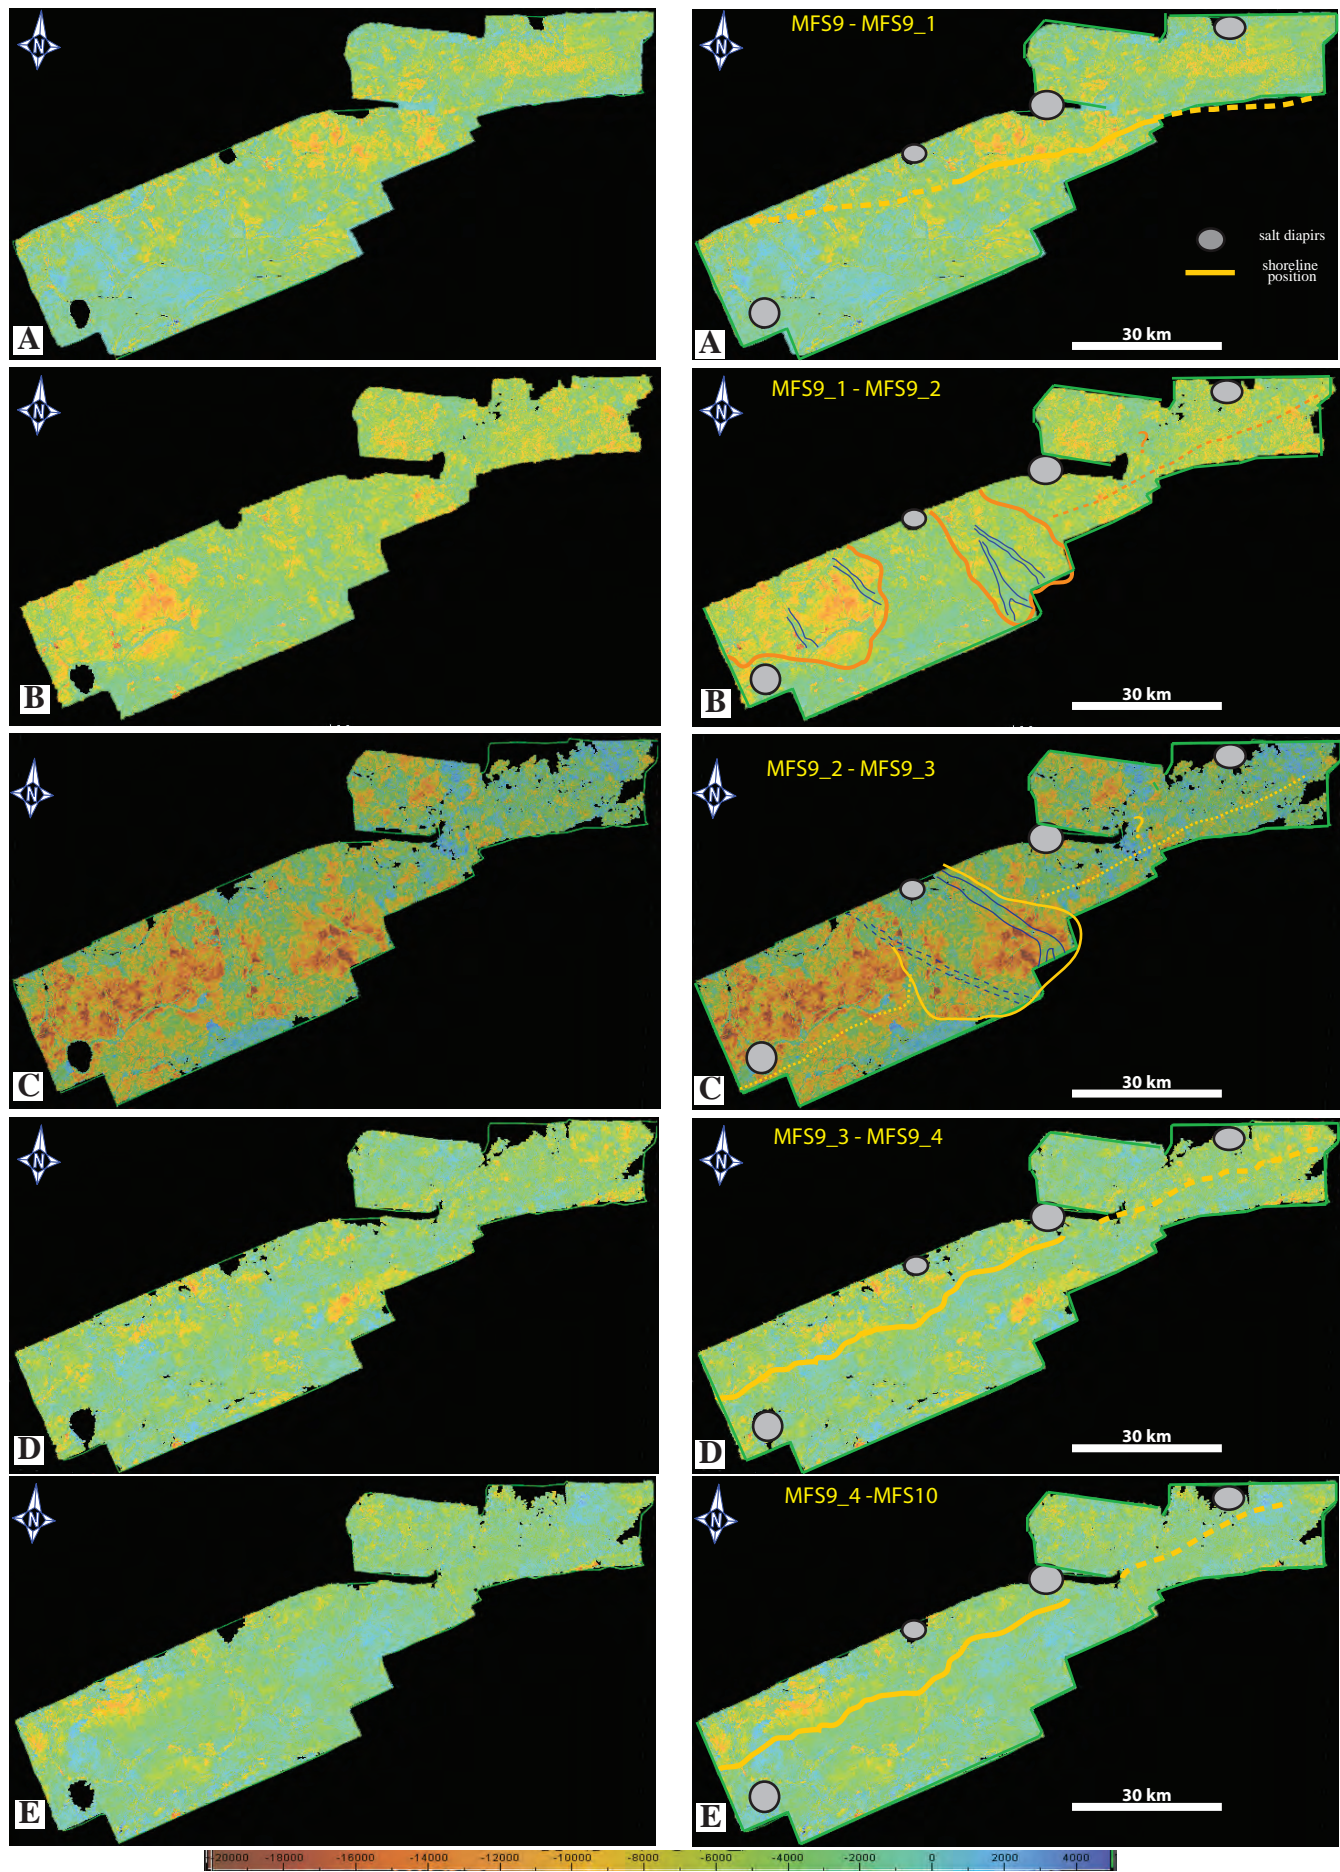 N
A
N
MFS9 - MFS9_1
salt diapirs
shoreline
position
30 km
A
N
B
N
MFS9_1 - MFS9_2
?
30 km
B
N
C
N
MFS9_2 - MFS9_3
?
30 km
C
N
D
N
MFS9_3 - MFS9_4
30 km
D
N
E
N
MFS9_4 -MFS10
30 km
E
-20000 -18000 -16000 -14000 -12000 -10000 -8000 -6000 -4000 -2000 0 2000 4000